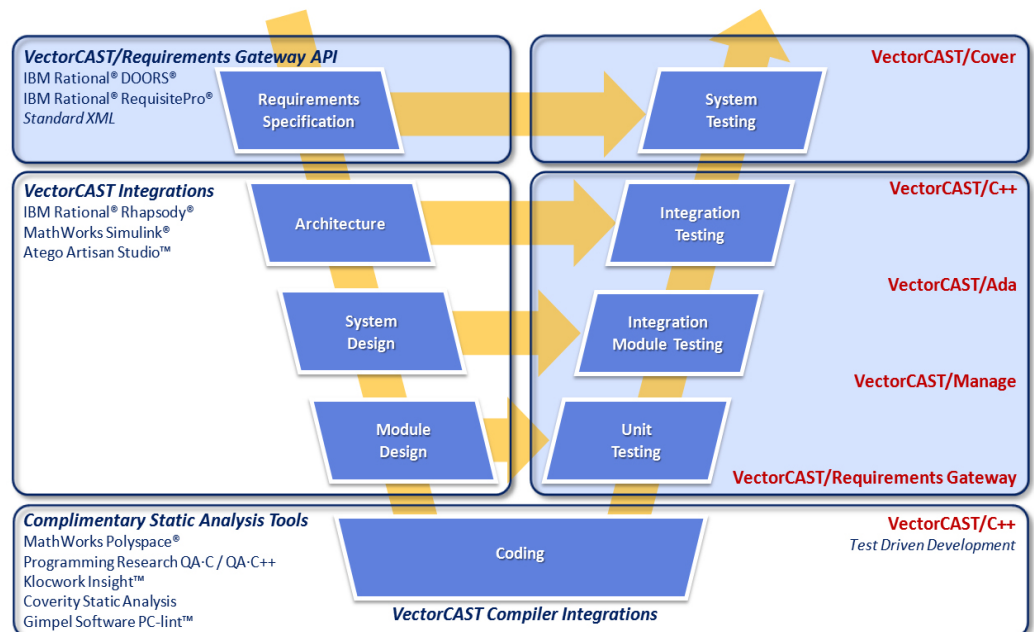 VectorCAST/Requirements Gateway API
IBM Rational® DOORS®
IBM Rational® RequisitePro®
Standard XML
Requirements
Specification
System
Testing
VectorCAST/Cover
VectorCAST Integrations
IBM Rational® Rhapsody®
MathWorks Simulink®
Atego Artisan Studio™
Architecture
Integration
Testing
VectorCAST/C++
System
Design
Integration
Module Testing
VectorCAST/Ada
Module
Design
Unit
Testing
VectorCAST/Manage
VectorCAST/Requirements Gateway
Complimentary Static Analysis Tools
MathWorks Polyspace®
Programming Research QA·C / QA·C++
Klocwork Insight™
Coverity Static Analysis
Gimpel Software PC-lint™
Coding
VectorCAST Compiler Integrations
VectorCAST/C++
Test Driven Development